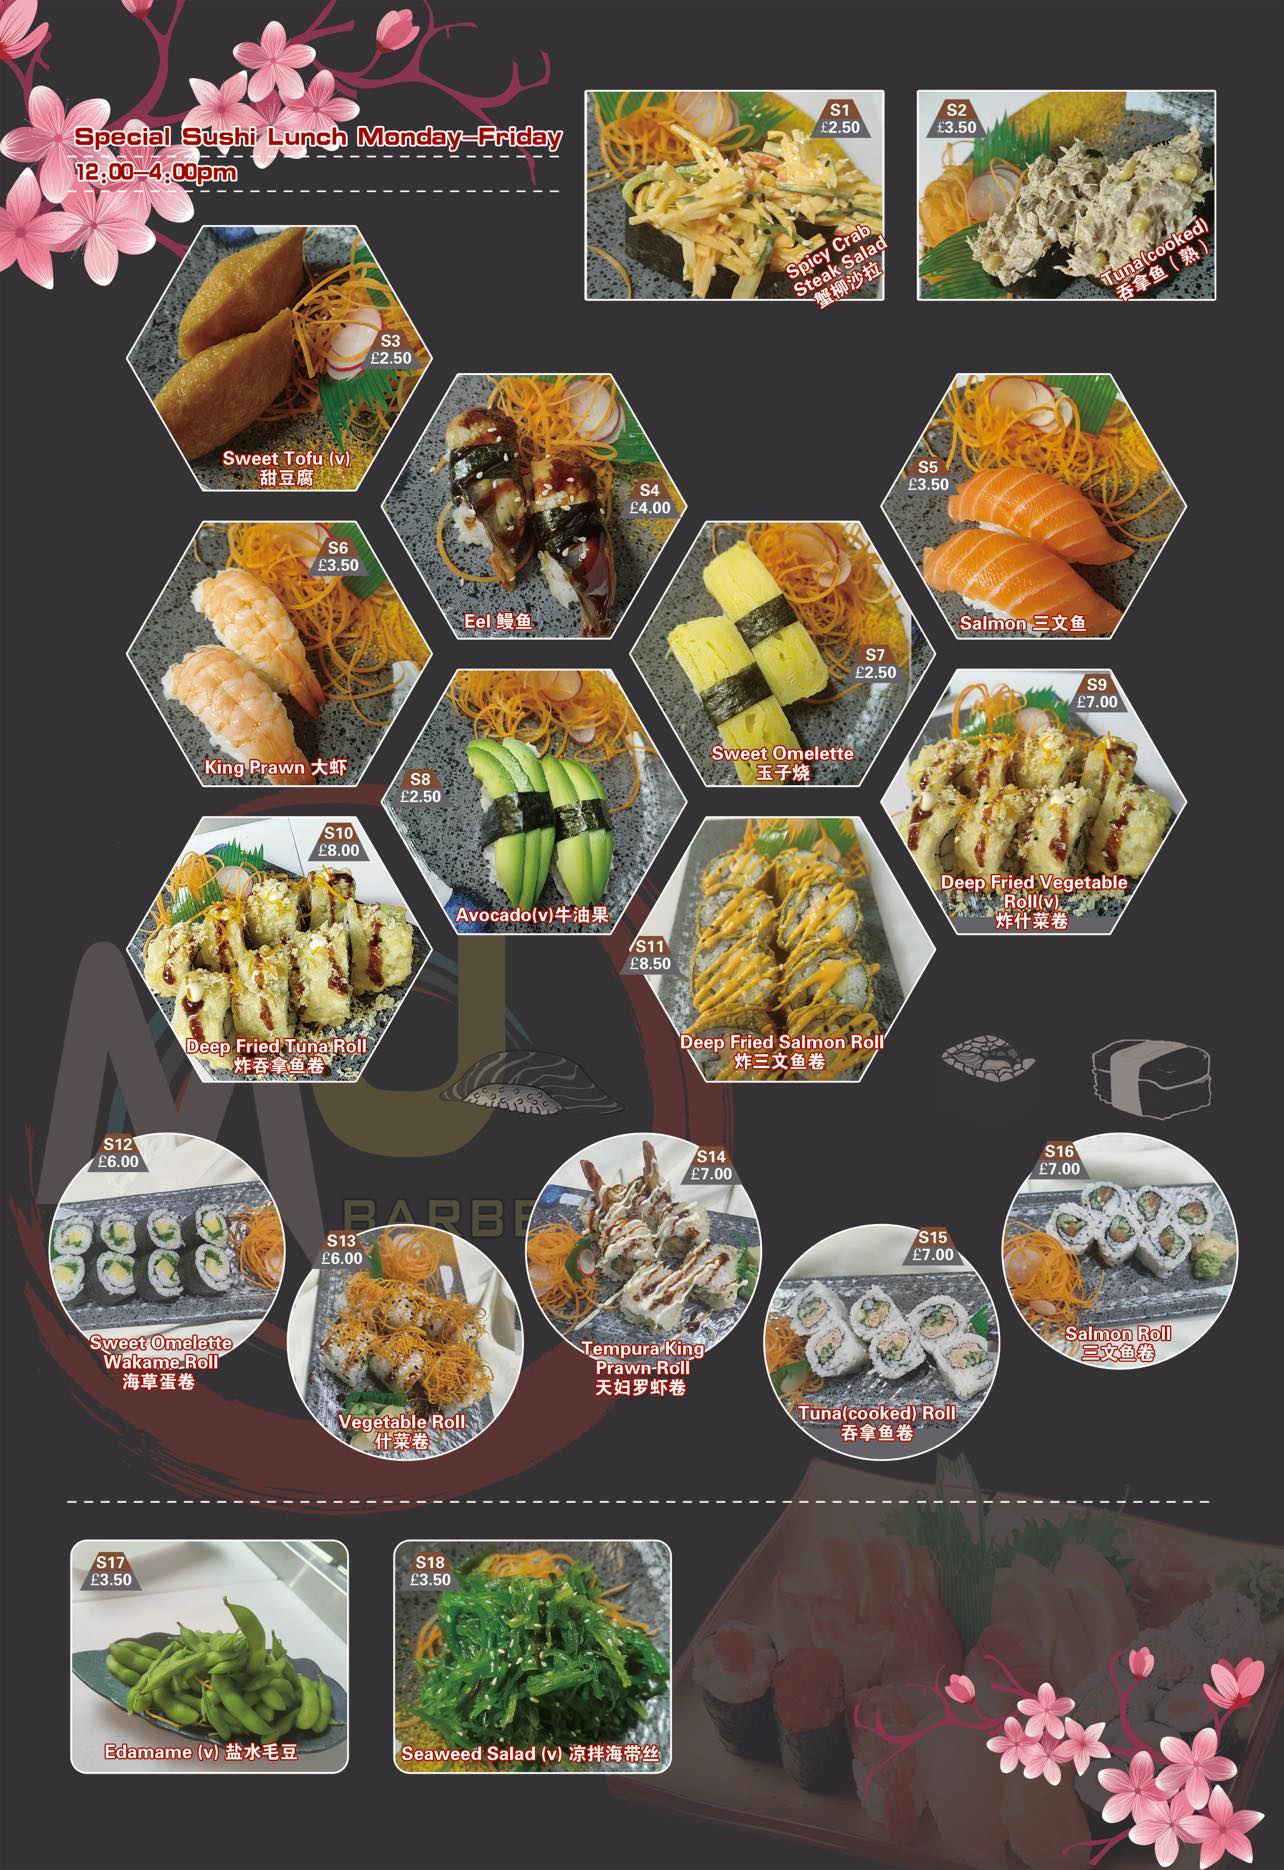 Special Sushi Lunch Monday-Friday
12:00-4:00pm
S1
£2.50
Spicy Crab
Steak Salad
蟹柳沙拉
S2
£3.50
Tuna(cooked)
吞拿鱼(熟)
S3
£2.50
Sweet Tofu (v)
甜豆腐
S4
£4.00
Eel 鳗鱼
S5
£3.50
Salmon 三文鱼
S6
£3.50
King Prawn 大虾
S7
£2.50
Sweet Omelette
玉子烧
S8
£2.50
Avocado(v)牛油果
S9
£7.00
Deep Fried Vegetable
Roll(v)
炸什菜卷
S10
£8.00
Deep Fried Tuna Roll
炸吞拿鱼卷
S11
£8.50
Deep Fried Salmon Roll
炸三文鱼卷
MU
BARBE
S12
£6.00
Sweet Omelette
Wakame Roll
海草蛋卷
S13
£6.00
Vegetable Roll
什菜卷
S14
£7.00
Tempura King
Prawn-Roll
天妇罗虾卷
S15
£7.00
Tuna(cooked) Roll
吞拿鱼卷
S16
£7.00
Salmon Roll
三文鱼卷
S17
£3.50
Edamame (v) 盐水毛豆
S18
£3.50
Seaweed Salad (v) 凉拌海带丝